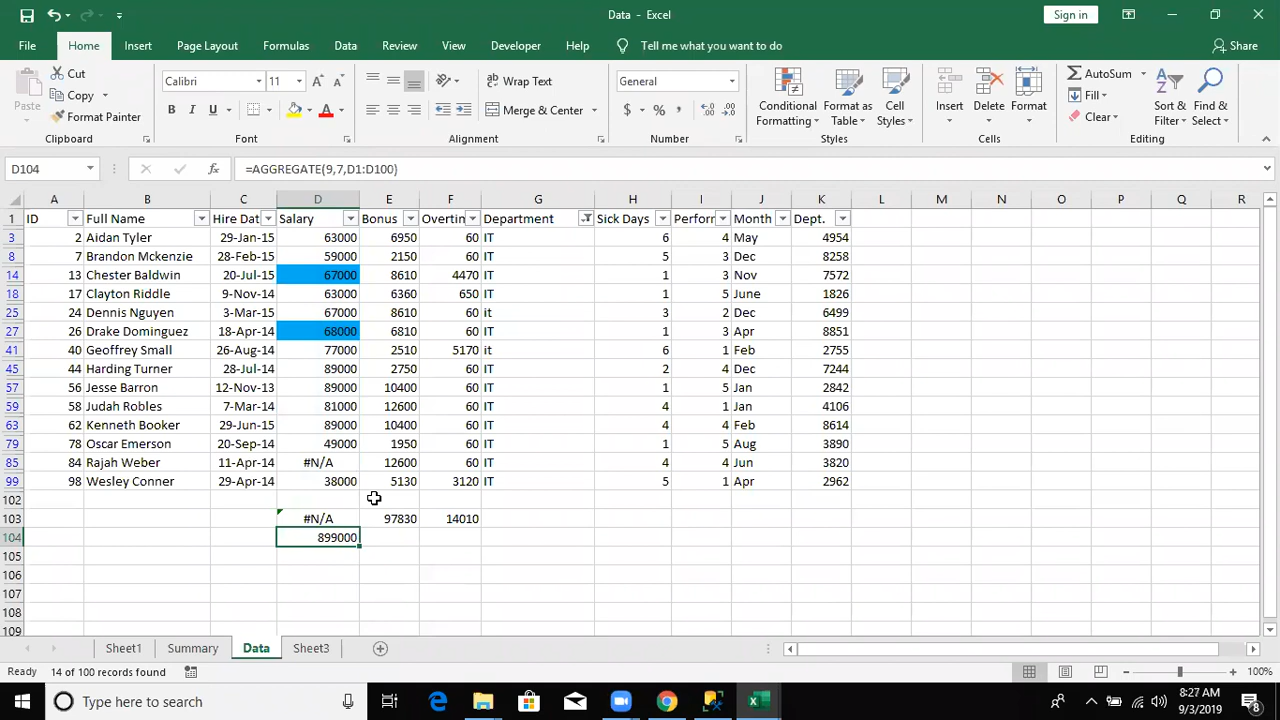 Data - Excel
Sign in
File Home Insert Page Layout Formulas Data Review View Developer Help Tell me what you want to do Share
Paste Cut Copy Format Painter
Calibri 11 A A
B I U A
ab Wrap Text
Merge & Center
General
$ % ,
Conditional Formatting Format as Table Cell Styles
Insert Delete Format
AutoSum Fill Clear
Sort & Filter Find & Select
Clipboard Font Alignment Number Styles Cells Editing
D104 fx =AGGREGATE(9,7,D1:D100)
A B C D E F G H I J K L M N O P Q R
1 ID Full Name Hire Dat Salary Bonus Overtin Department Sick Days Perforr Month Dept.
3 2 Aidan Tyler 29-Jan-15 63000 6950 60 IT 6 4 May 4954
8 7 Brandon Mckenzie 28-Feb-15 59000 2150 60 IT 5 3 Dec 8258
14 13 Chester Baldwin 20-Jul-15 67000 8610 4470 IT 1 3 Nov 7572
18 17 Clayton Riddle 9-Nov-14 63000 6360 650 IT 1 5 June 1826
25 24 Dennis Nguyen 3-Mar-15 67000 8610 60 it 3 2 Dec 6499
27 26 Drake Dominguez 18-Apr-14 68000 6810 60 IT 1 3 Apr 8851
41 40 Geoffrey Small 26-Aug-14 77000 2510 5170 it 6 1 Feb 2755
45 44 Harding Turner 28-Jul-14 89000 2750 60 IT 2 4 Dec 7244
57 56 Jesse Barron 12-Nov-13 89000 10400 60 IT 1 5 Jan 2842
59 58 Judah Robles 7-Mar-14 81000 12600 60 IT 4 1 Jan 4106
63 62 Kenneth Booker 29-Jun-15 89000 10400 60 IT 4 4 Feb 8614
79 78 Oscar Emerson 20-Sep-14 49000 1950 60 IT 1 5 Aug 3890
85 84 Rajah Weber 11-Apr-14 #N/A 12600 60 IT 4 4 Jun 3820
99 98 Wesley Conner 29-Apr-14 38000 5130 3120 IT 5 1 Apr 2962
102
103 #N/A 97830 14010
104 899000
105
106
107
108
109
Sheet1 Summary Data Sheet3
Ready 14 of 100 records found 100%
Type here to search 8:27 AM
9/3/2019 8